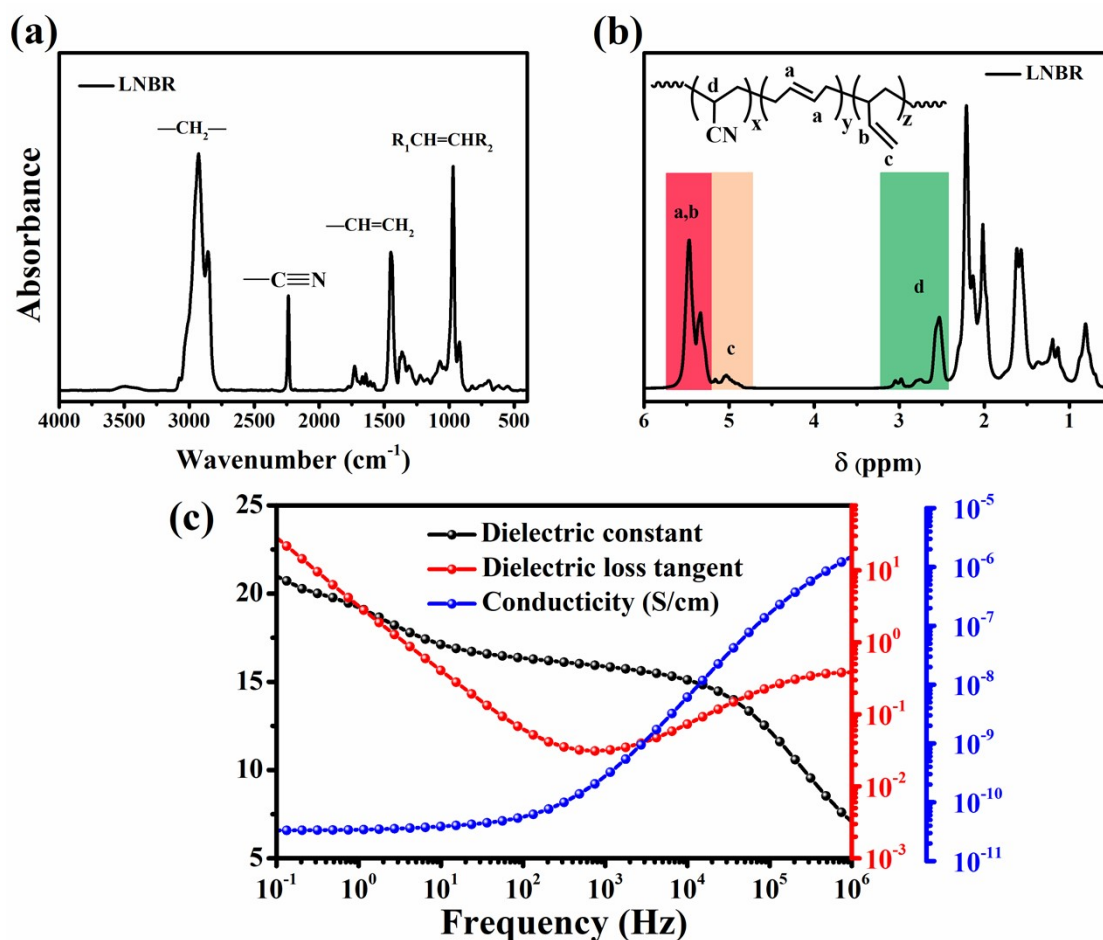 (a)
LNBR
—CH₂—
—C≡N
—CH=CH₂
R₁CH=CHR₂
Absorbance
4000 3500 3000 2500 2000 1500 1000 500
Wavenumber (cm⁻¹)
(b)
LNBR
d a
a
CN x y b z
c
a,b
c
d
6 5 4 3 2 1
δ (ppm)
(c)
Dielectric constant
Dielectric loss tangent
Conducticity (S/cm)
25
20
15
10
5
10¹
10⁰
10⁻¹
10⁻²
10⁻³
10⁻⁵
10⁻⁶
10⁻⁷
10⁻⁸
10⁻⁹
10⁻¹⁰
10⁻¹¹
10⁻¹ 10⁰ 10¹ 10² 10³ 10⁴ 10⁵ 10⁶
Frequency (Hz)